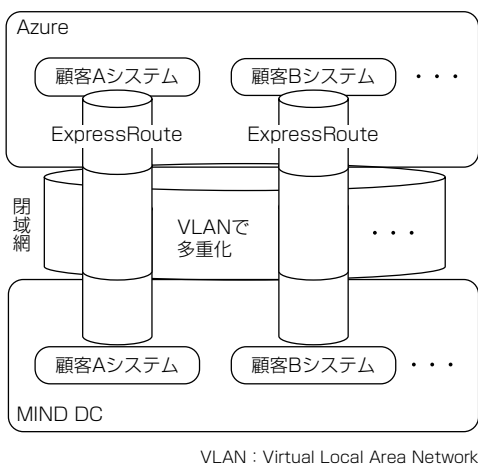 Azure
顧客Aシステム
顧客Bシステム
・・・
ExpressRoute
ExpressRoute
閉域網
VLANで
多重化
・・・
顧客Aシステム
顧客Bシステム
・・・
MIND DC
VLAN：Virtual Local Area Network